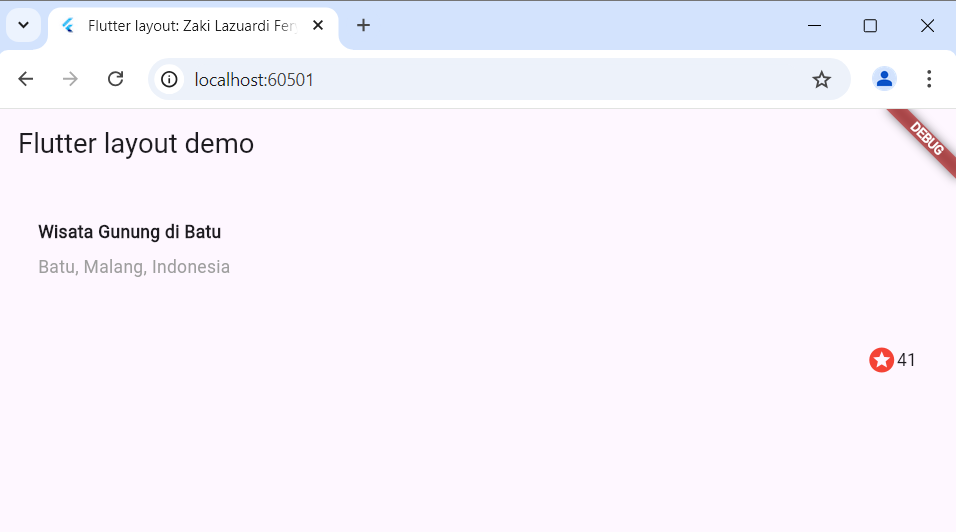 Flutter layout: Zaki Lazuardi Fer
localhost:60501
Flutter layout demo
DEBUG
Wisata Gunung di Batu
Batu, Malang, Indonesia
41